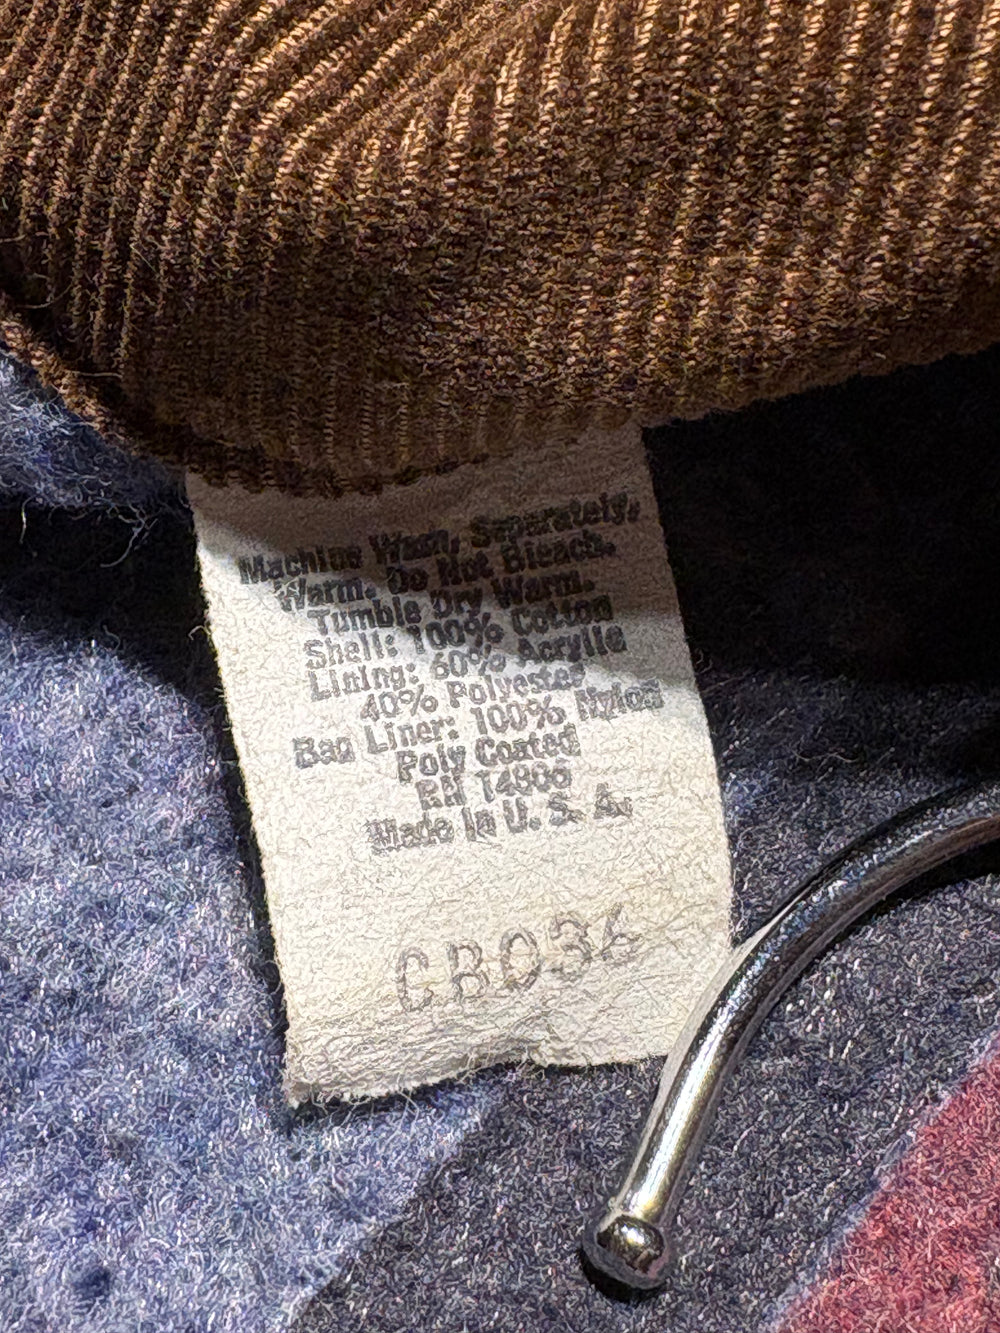 Machine Warm, Separately,
Warm. Do Not Bleach.
Tumble Dry Warm.
Shell: 100% Cotton
Lining: 60% Acrylic
40% Polyester
Bag Liner: 100% Nylon
Poly Coated
RN 14806
Made In U. S. A.
CB036